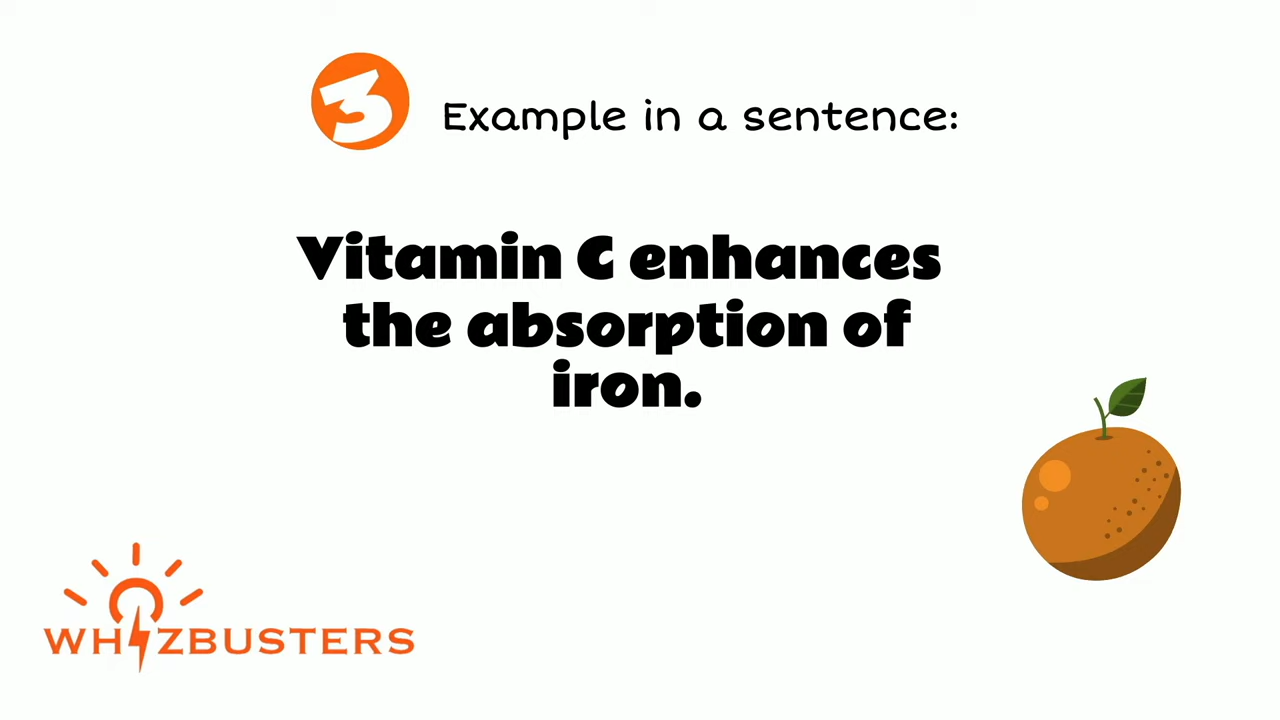 3 Example in a sentence:
Vitamin C enhances
the absorption of
iron.
WHIZBUSTERS